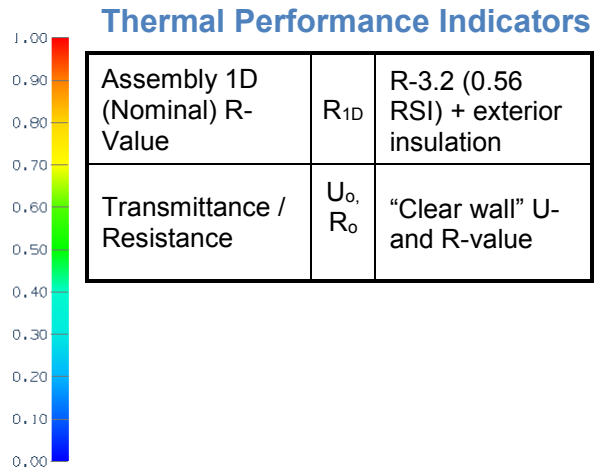 Thermal Performance Indicators
1.00
0.90
0.80
0.70
0.60
0.50
0.40
0.30
0.20
0.10
0.00
Assembly 1D
(Nominal) R-
Value
R1D
R-3.2 (0.56
RSI) + exterior
insulation
Transmittance /
Resistance
Uo,
Ro
“Clear wall” U-
and R-value